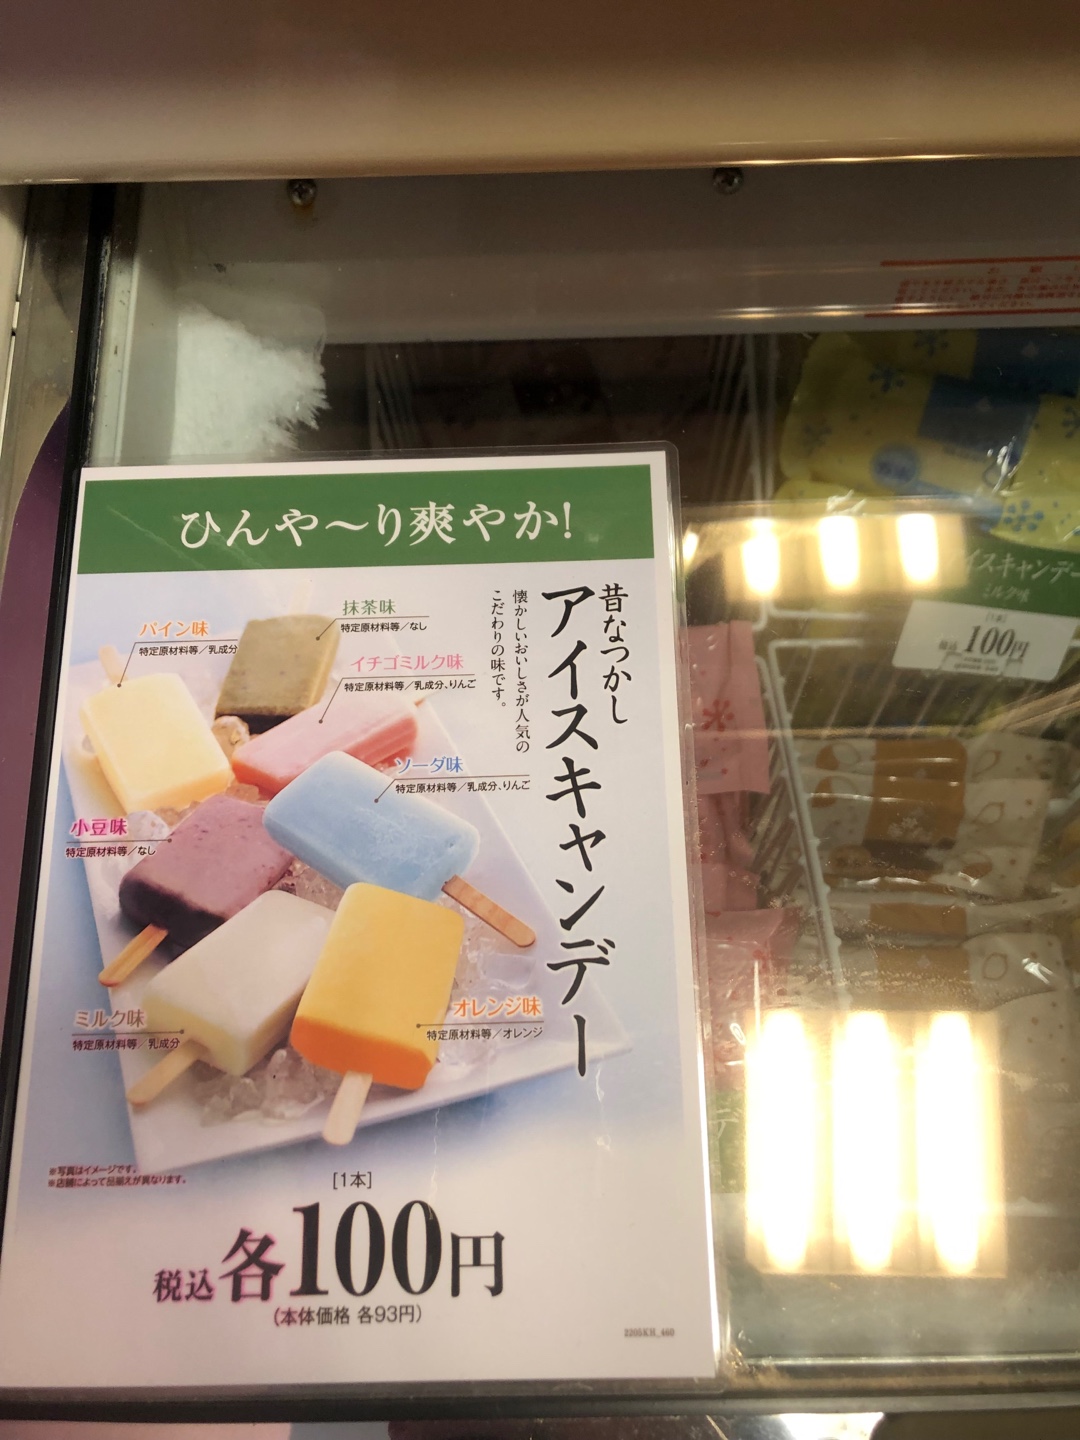 ひんや〜り爽やか!
昔なつかし
アイスキャンデー
懐かしいおいしさが人気の
こだわりの味です。
抹茶味
特定原材料等/なし
パイン味
特定原材料等/乳成分
イチゴミルク味
特定原材料等/乳成分、りんご
ソーダ味
特定原材料等/乳成分、りんご
小豆味
特定原材料等/なし
ミルク味
特定原材料等/乳成分
オレンジ味
特定原材料等/オレンジ
※写真はイメージです。
※店舗によって品揃えが異なります。
[1本]
税込各100円
(本体価格 各93円)
2205KH_460
イスキャンデー
ミルク味
[1本]
税込100円